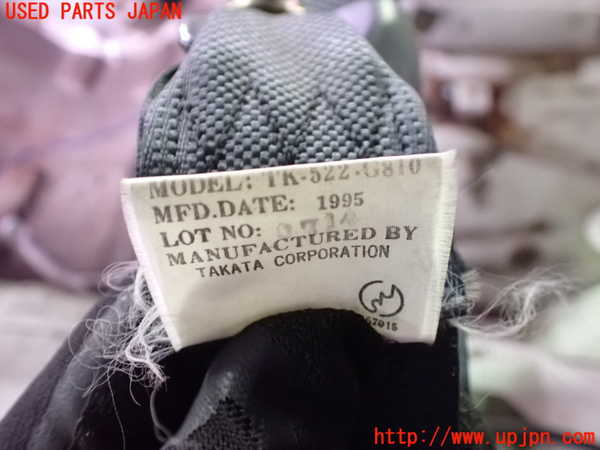 USED PARTS JAPAN
MODEL: TK-522-G810
MFD.DATE: 1995
LOT NO:
MANUFACTURED BY
TAKATA CORPORATION
http://www.upjpn.com/